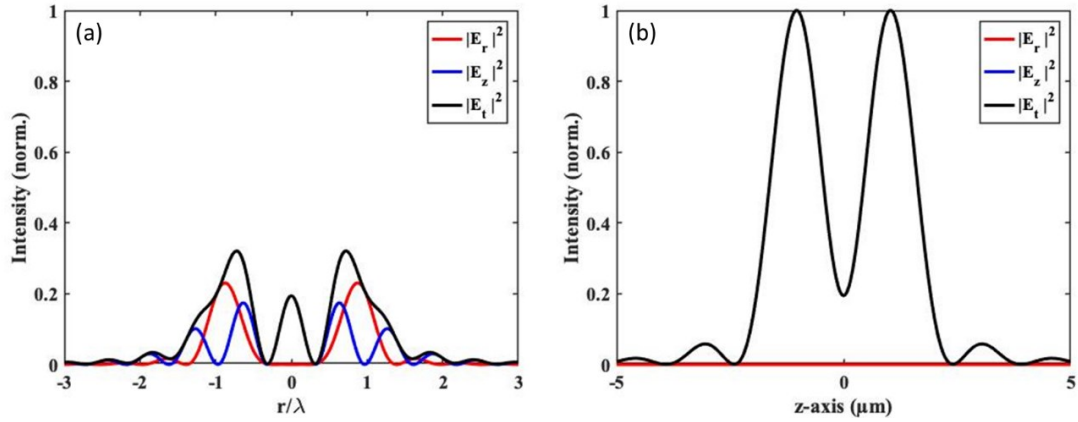 (a)
|E_r|^2
|E_z|^2
|E_t|^2
1
0.8
0.6
0.4
0.2
0
Intensity (norm.)
-3 -2 -1 0 1 2 3
r/λ
(b)
|E_r|^2
|E_z|^2
|E_t|^2
1
0.8
0.6
0.4
0.2
0
Intensity (norm.)
-5 0 5
z-axis (μm)